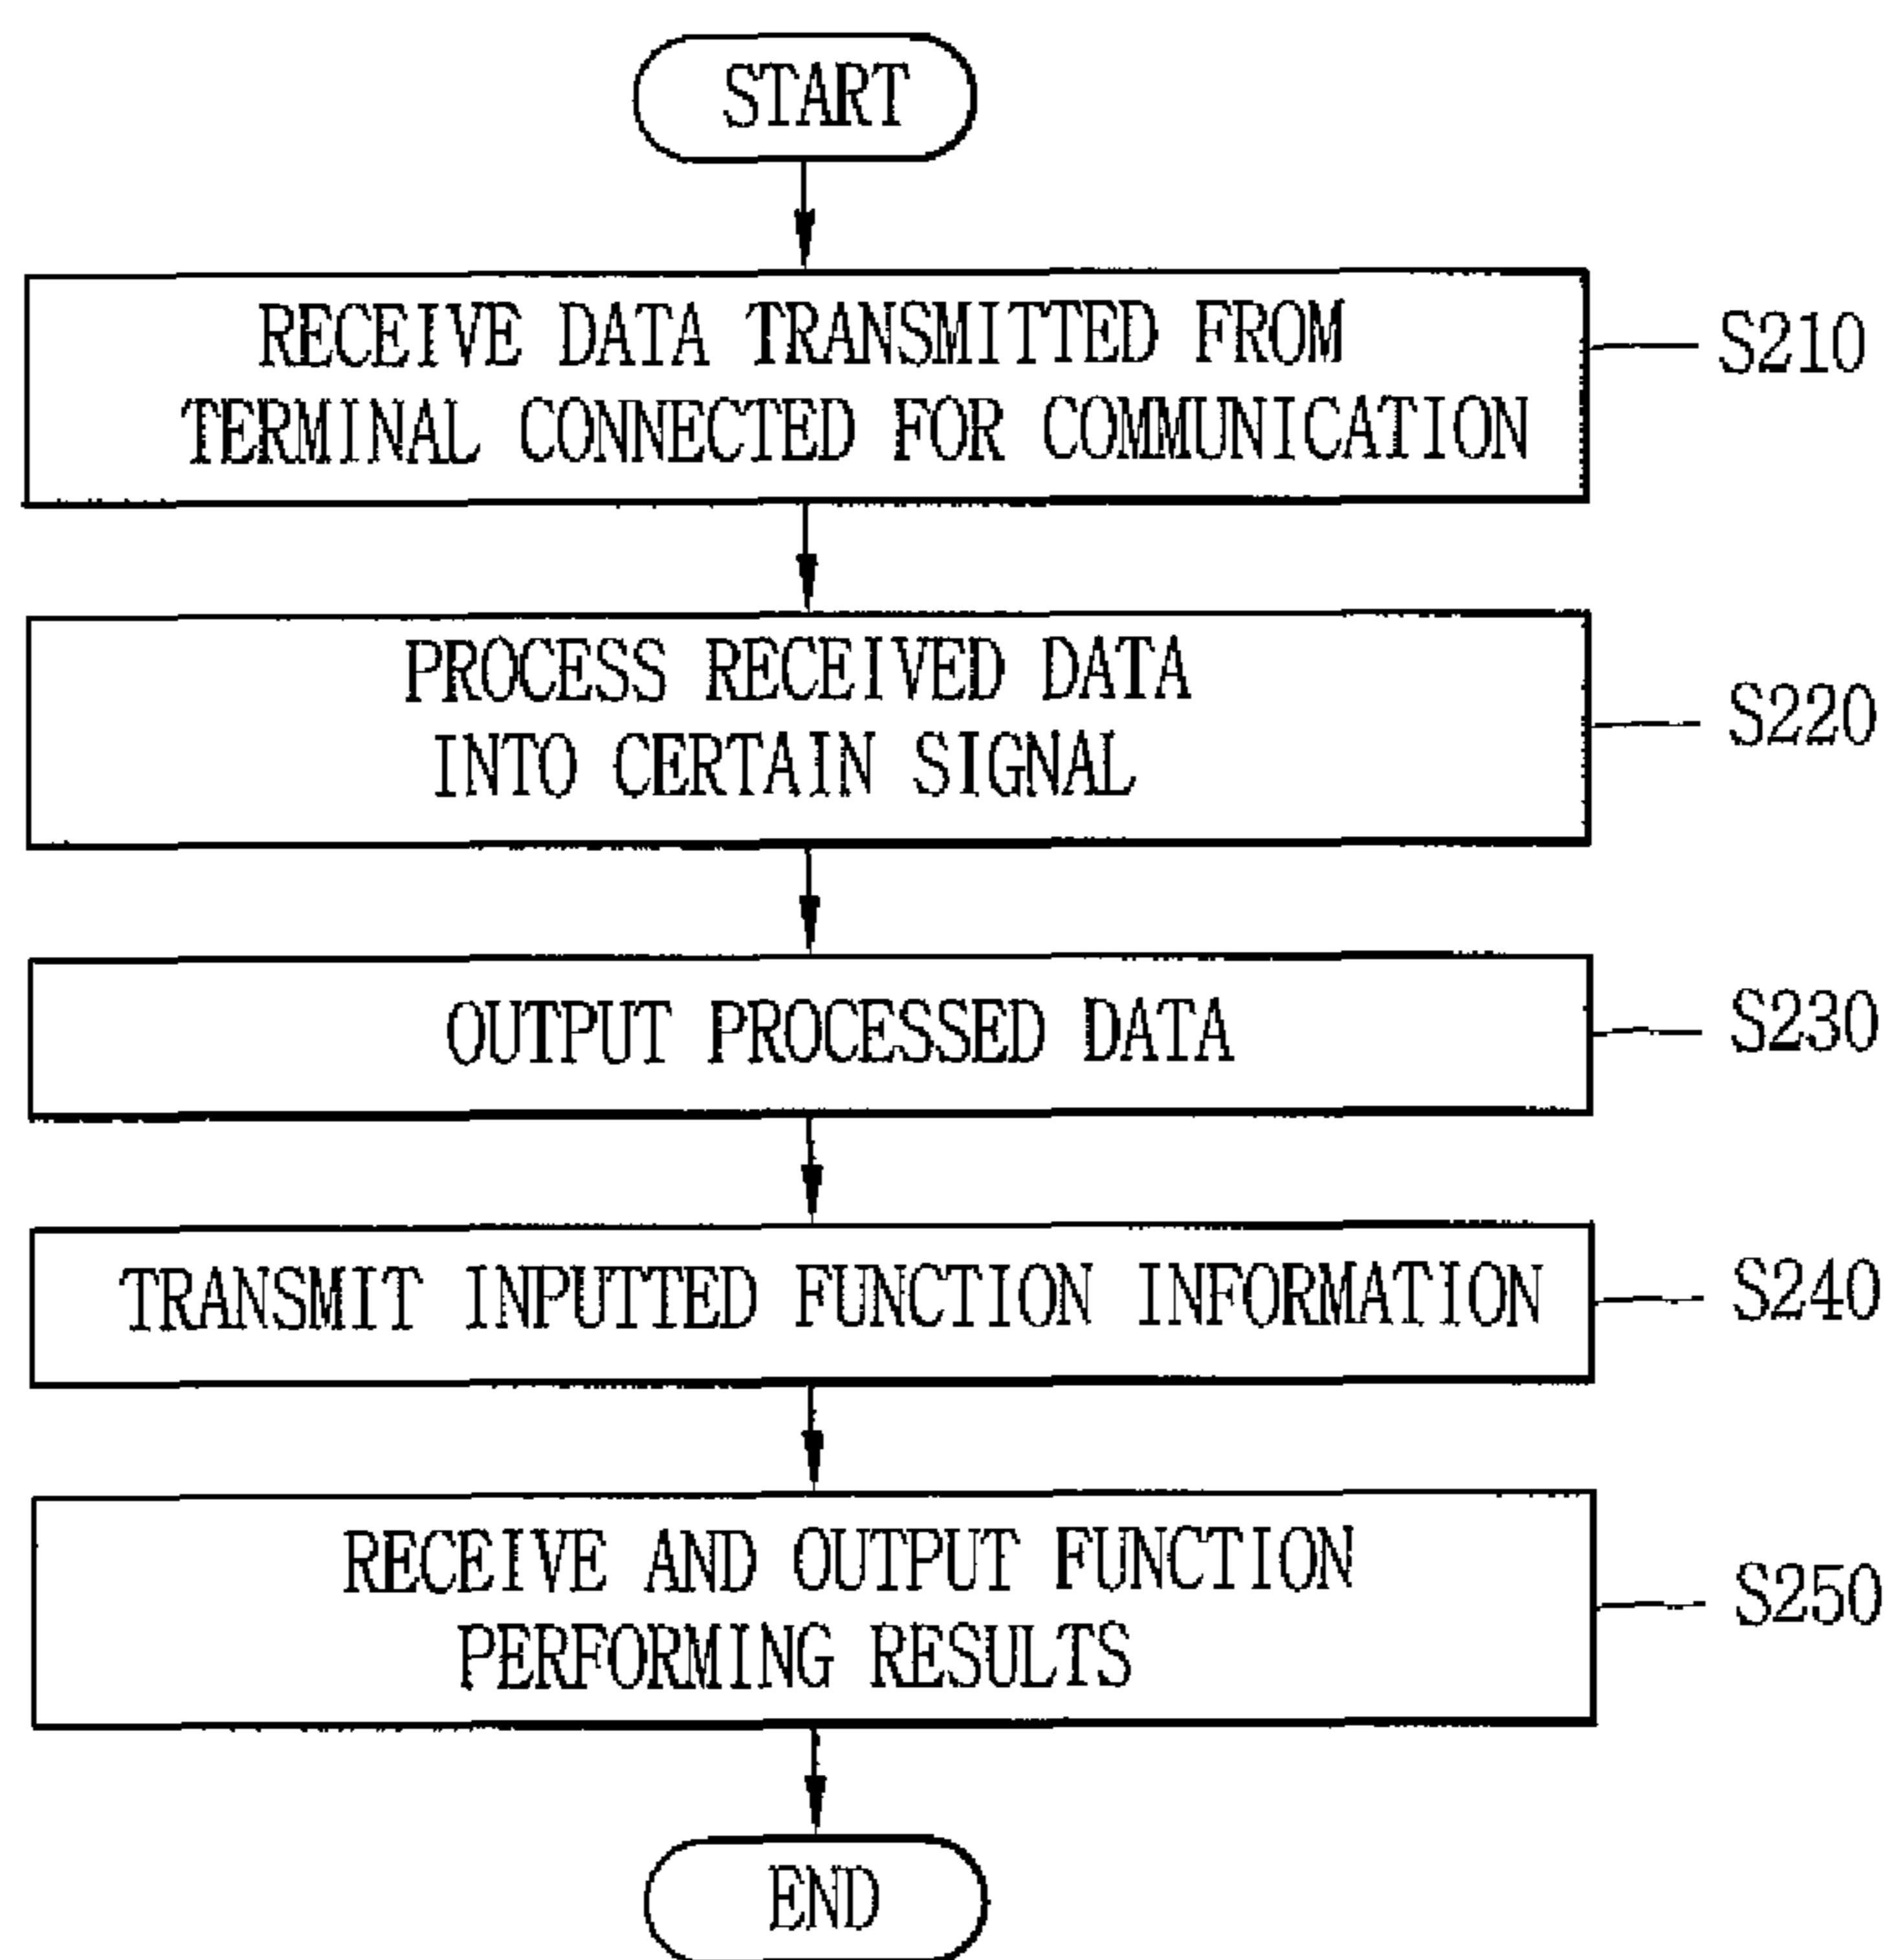 START
RECEIVE DATA TRANSMITTED FROM
TERMINAL CONNECTED FOR COMMUNICATION
S210
PROCESS RECEIVED DATA
INTO CERTAIN SIGNAL
S220
OUTPUT PROCESSED DATA
S230
TRANSMIT INPUTTED FUNCTION INFORMATION
S240
RECEIVE AND OUTPUT FUNCTION
PERFORMING RESULTS
S250
END